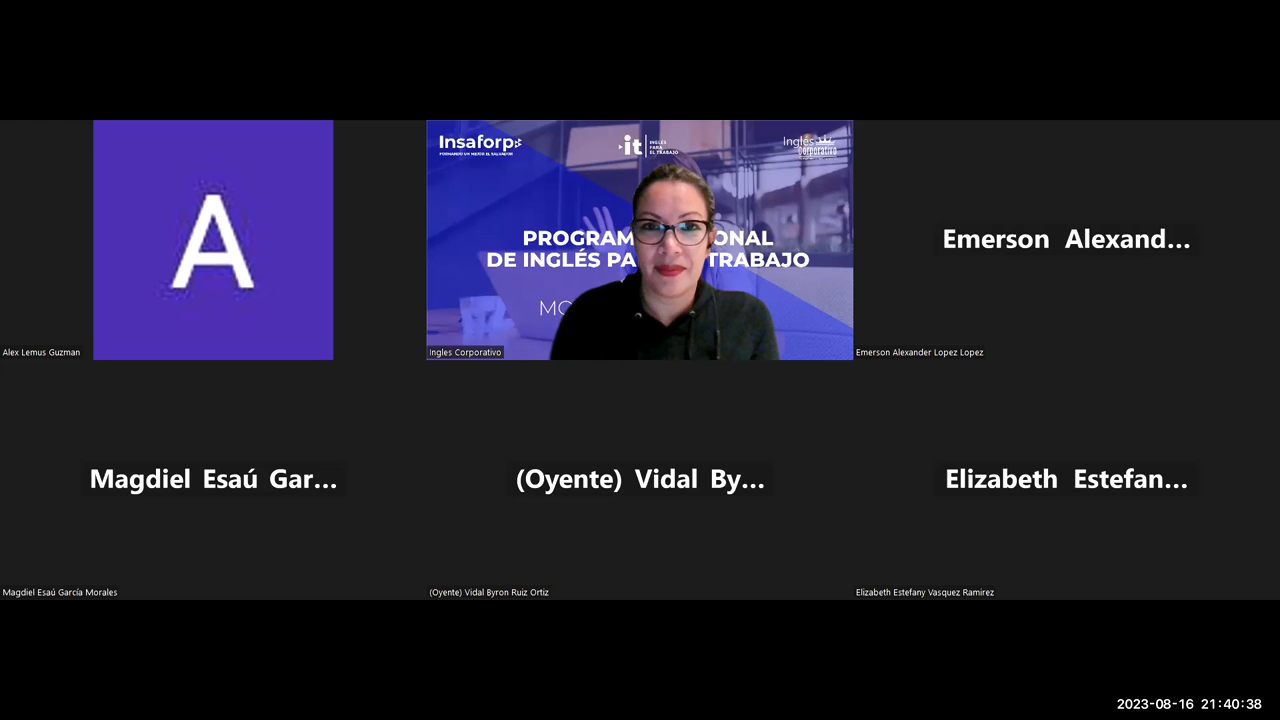 A
Alex Lemus Guzman
Insaforp
FORMANDO UN MEJOR EL SALVADOR
it
INGLÉS
PARA
EL TRABAJO
Inglés
corporativo
PROGRAM ONAL
DE INGLÉS PA TRABAJO
MO
Ingles Corporativo
Emerson Alexand...
Emerson Alexander Lopez Lopez
Magdiel Esaú Gar...
Magdiel Esaú García Morales
(Oyente) Vidal By...
(Oyente) Vidal Byron Ruiz Ortiz
Elizabeth Estefan...
Elizabeth Estefany Vasquez Ramirez
2023-08-16 21:40:38